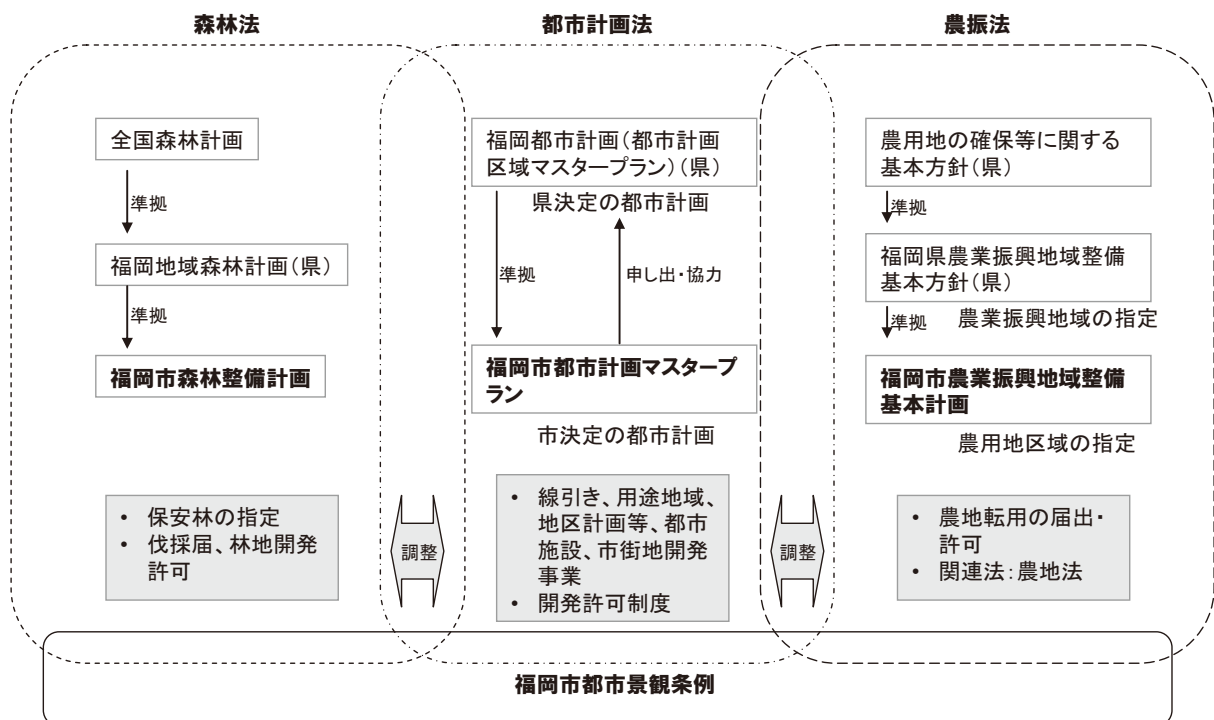 森林法
都市計画法
農振法
全国森林計画
準拠
福岡地域森林計画(県)
準拠
福岡市森林整備計画
• 保安林の指定
• 伐採届、林地開発
許可
調整
福岡都市計画(都市計画
区域マスタープラン)(県)
県決定の都市計画
準拠
申し出・協力
福岡市都市計画マスタープ
ラン
市決定の都市計画
• 線引き、用途地域、
地区計画等、都市
施設、市街地開発
事業
• 開発許可制度
調整
農用地の確保等に関する
基本方針(県)
準拠
福岡県農業振興地域整備
基本方針(県)
準拠
農業振興地域の指定
福岡市農業振興地域整備
基本計画
農用地区域の指定
• 農地転用の届出・
許可
• 関連法:農地法
福岡市都市景観条例